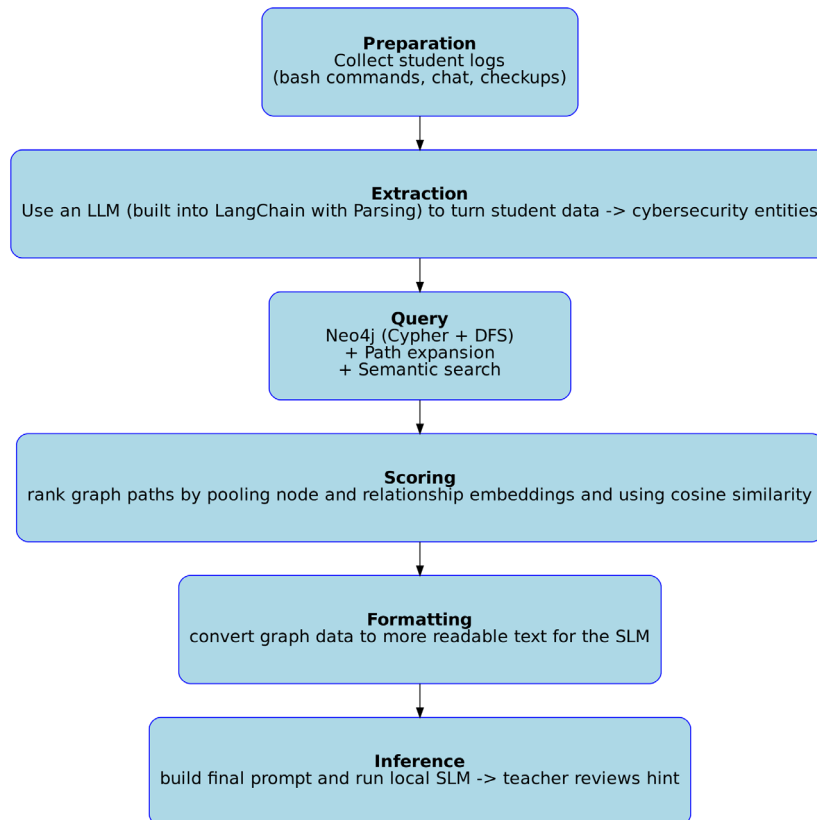 Preparation
Collect student logs
(bash commands, chat, checkups)
Extraction
Use an LLM (built into LangChain with Parsing) to turn student data -> cybersecurity entities
Query
Neo4j (Cypher + DFS)
+ Path expansion
+ Semantic search
Scoring
rank graph paths by pooling node and relationship embeddings and using cosine similarity
Formatting
convert graph data to more readable text for the SLM
Inference
build final prompt and run local SLM -> teacher reviews hint